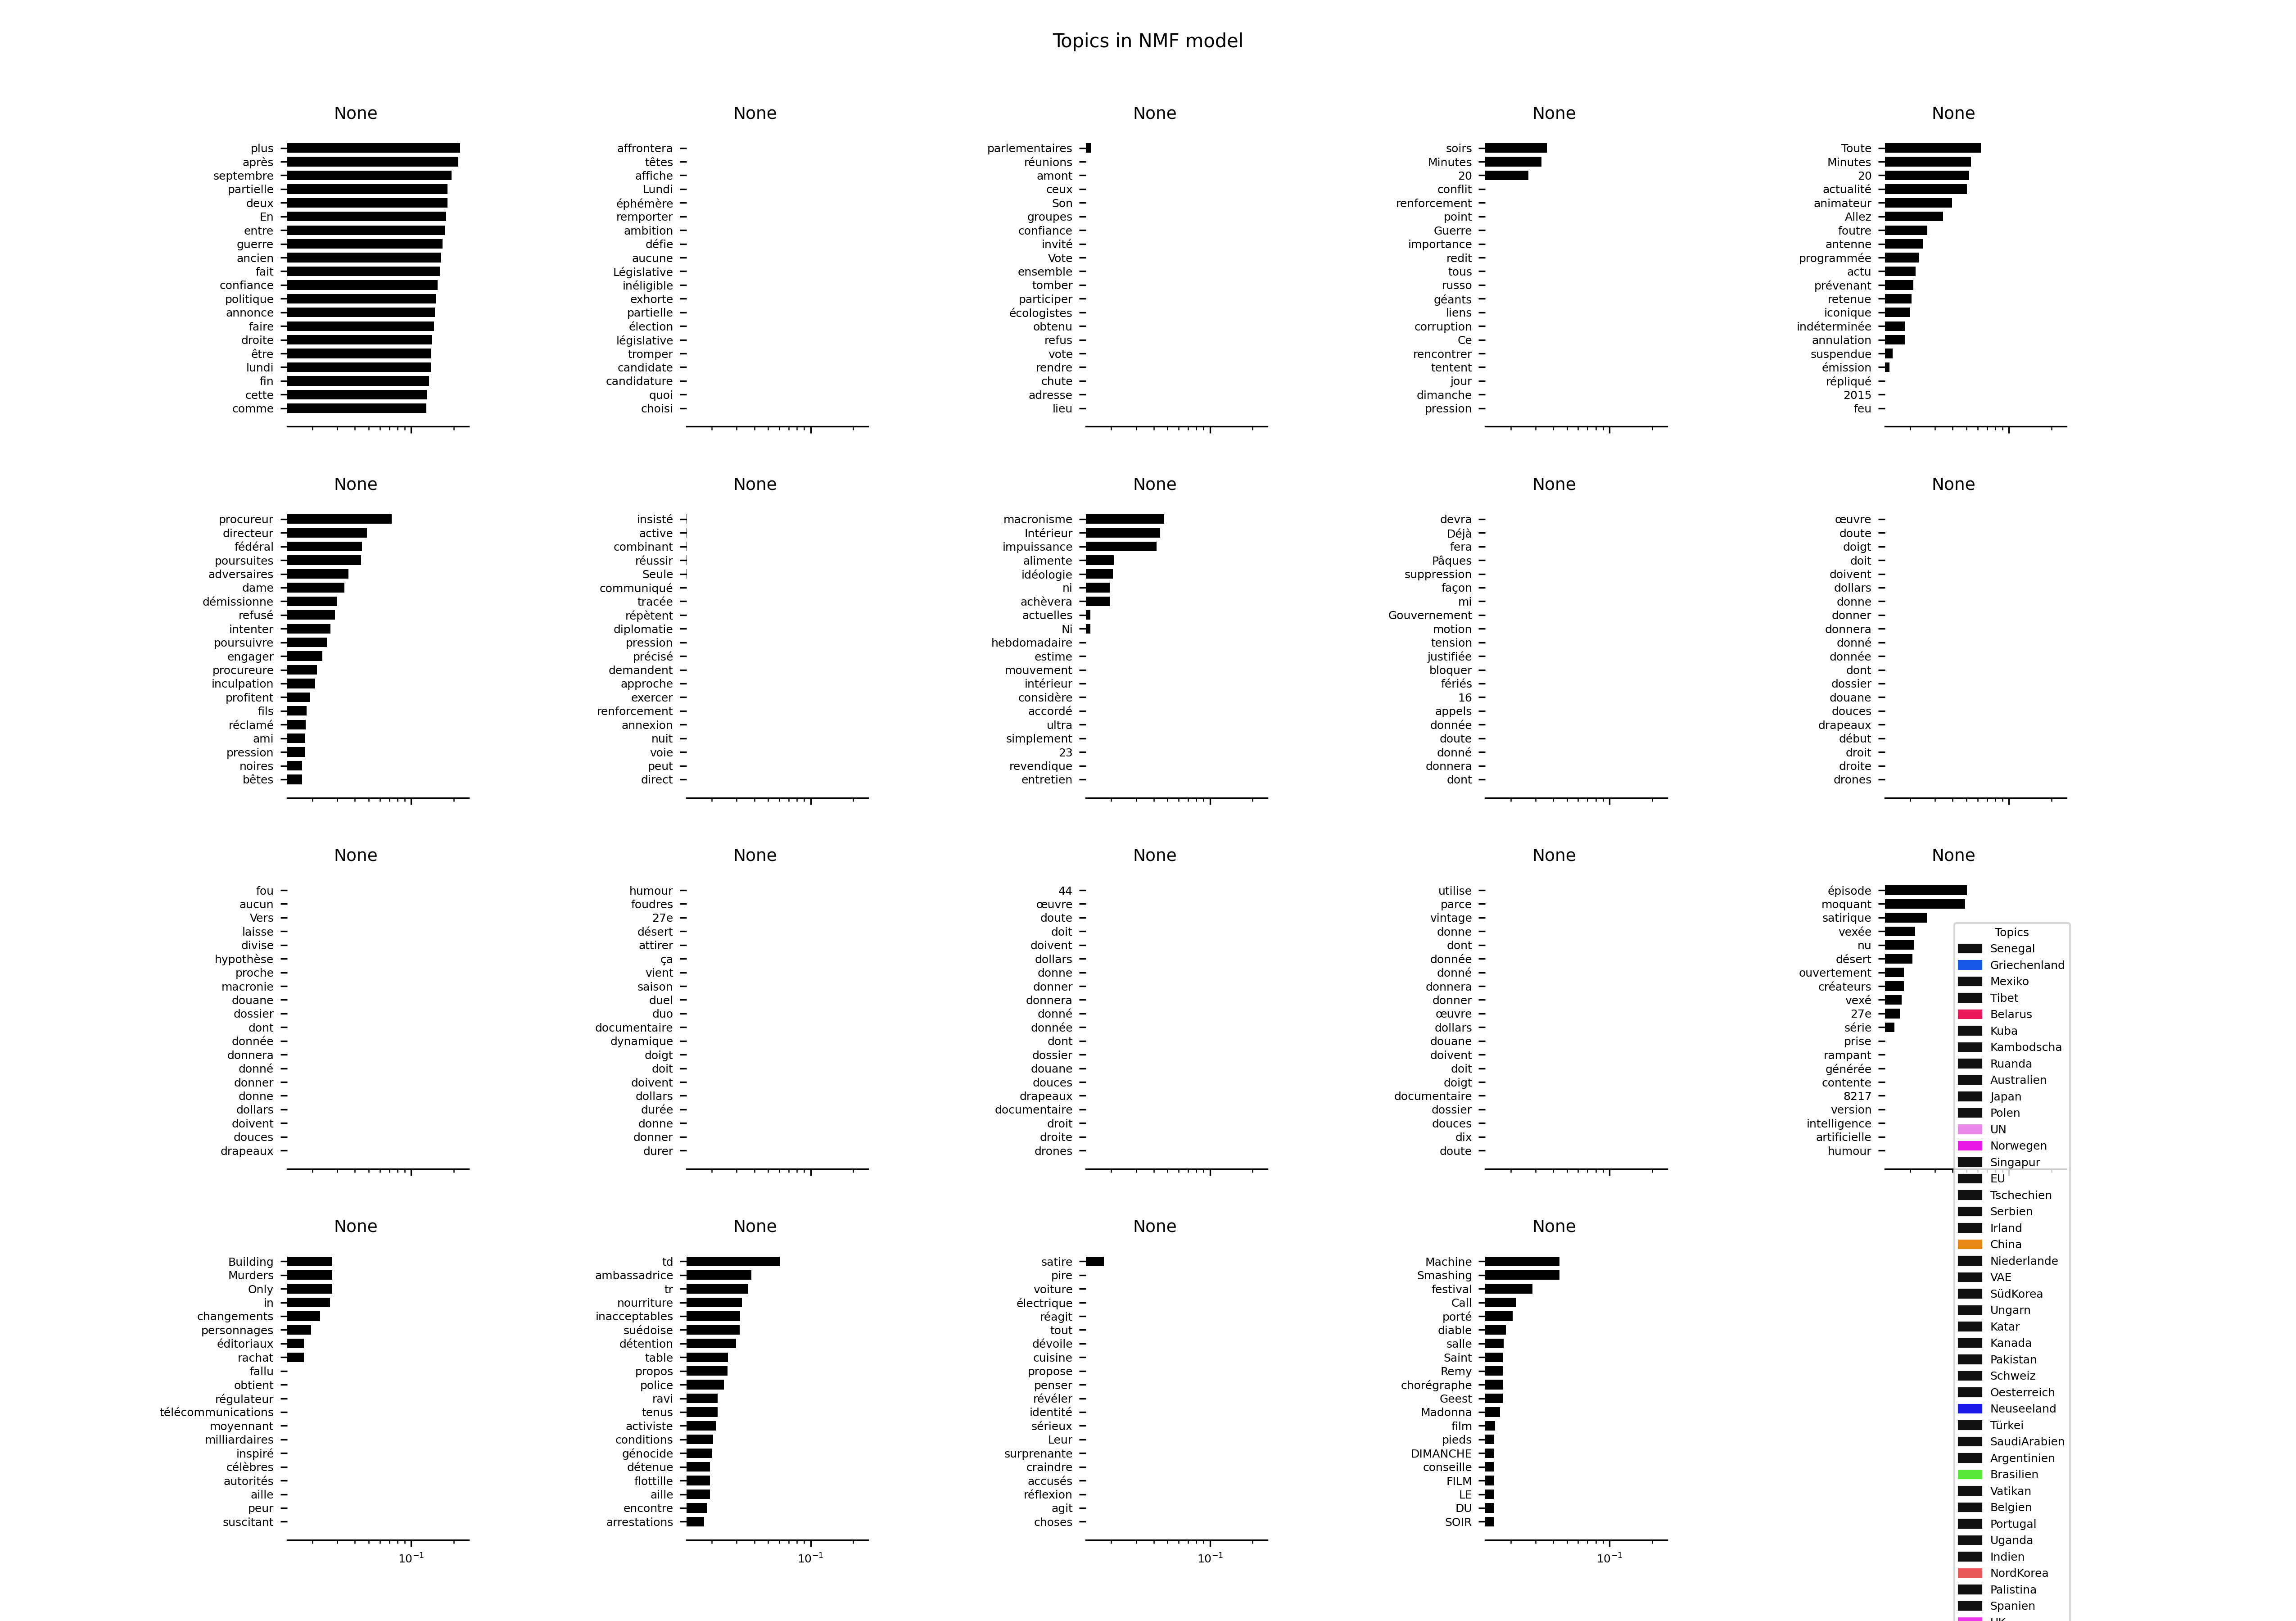 Topics in NMF model
None
plus
après
septembre
partielle
deux
En
entre
guerre
ancien
fait
confiance
politique
annonce
faire
droite
être
lundi
fin
cette
comme
None
affrontera
têtes
affiche
Lundi
éphémère
remporter
ambition
défie
aucune
Législative
inéligible
exhorte
partielle
élection
législative
tromper
candidate
candidature
quoi
choisi
None
parlementaires
réunions
amont
ceux
Son
groupes
confiance
invité
Vote
ensemble
tomber
participer
écologistes
obtenu
refus
vote
rendre
chute
adresse
lieu
None
soirs
Minutes
20
conflit
renforcement
point
Guerre
importance
redit
tous
russo
géants
liens
corruption
Ce
rencontrer
tentent
jour
dimanche
pression
None
Toute
Minutes
20
actualité
animateur
Allez
foutre
antenne
programmée
actu
prévenant
retenue
iconique
indéterminée
annulation
suspendue
émission
répliqué
2015
feu
None
procureur
directeur
fédéral
poursuites
adversaires
dame
démissionne
refusé
intenter
poursuivre
engager
procureure
inculpation
profitent
fils
réclamé
ami
pression
noires
bêtes
None
insisté
active
combinant
réussir
Seule
communiqué
tracée
répètent
diplomatie
pression
précisé
demandent
approche
exercer
renforcement
annexion
nuit
voie
peut
direct
None
macronisme
Intérieur
impuissance
alimente
idéologie
ni
achèvera
actuelles
Ni
hebdomadaire
estime
mouvement
intérieur
considère
accordé
ultra
simplement
23
revendique
entretien
None
devra
Déjà
fera
Pâques
suppression
façon
mi
Gouvernement
motion
tension
justifiée
bloquer
fériés
16
appels
donnée
doute
donné
donnera
dont
None
œuvre
doute
doigt
doit
doivent
dollars
donne
donner
donnera
donné
donnée
dont
dossier
douane
douces
drapeaux
début
droit
droite
drones
None
fou
aucun
Vers
laisse
divise
hypothèse
proche
macronie
douane
dossier
dont
donnée
donnera
donné
donner
donne
dollars
doivent
douces
drapeaux
None
humour
foudres
27e
désert
attirer
ça
vient
saison
duel
duo
documentaire
dynamique
doigt
doit
doivent
dollars
durée
donne
donner
durer
None
44
œuvre
doute
doit
doivent
dollars
donne
donner
donnera
donné
donnée
dont
dossier
douane
douces
drapeaux
documentaire
droit
droite
drones
None
utilise
parce
vintage
donne
dont
donnée
donné
donnera
donner
œuvre
dollars
douane
doivent
doit
doigt
documentaire
dossier
douces
dix
doute
None
épisode
moquant
satirique
vexée
nu
désert
ouvertement
créateurs
vexé
27e
série
prise
rampant
générée
contente
8217
version
intelligence
artificielle
humour
None
Building
Murders
Only
in
changements
personnages
éditoriaux
rachat
fallu
obtient
régulateur
télécommunications
moyennant
milliardaires
inspiré
célèbres
autorités
aille
peur
suscitant
10⁻¹
None
td
ambassadrice
tr
nourriture
inacceptables
suédoise
détention
table
propos
police
ravi
tenus
activiste
conditions
génocide
détenue
flottille
aille
encontre
arrestations
10⁻¹
None
satire
pire
voiture
électrique
réagit
tout
dévoile
cuisine
propose
penser
révéler
identité
sérieux
Leur
surprenante
craindre
accusés
réflexion
agit
choses
10⁻¹
None
Machine
Smashing
festival
Call
porté
diable
salle
Saint
Remy
chorégraphe
Geest
Madonna
film
pieds
DIMANCHE
conseille
FILM
LE
DU
SOIR
10⁻¹
Topics
Senegal
Griechenland
Mexiko
Tibet
Belarus
Kuba
Kambodscha
Ruanda
Australien
Japan
Polen
UN
Norwegen
Singapur
EU
Tschechien
Serbien
Irland
China
Niederlande
VAE
SüdKorea
Ungarn
Katar
Kanada
Pakistan
Schweiz
Oesterreich
Neuseeland
Türkei
SaudiArabien
Argentinien
Brasilien
Vatikan
Belgien
Portugal
Uganda
Indien
NordKorea
Palistina
Spanien